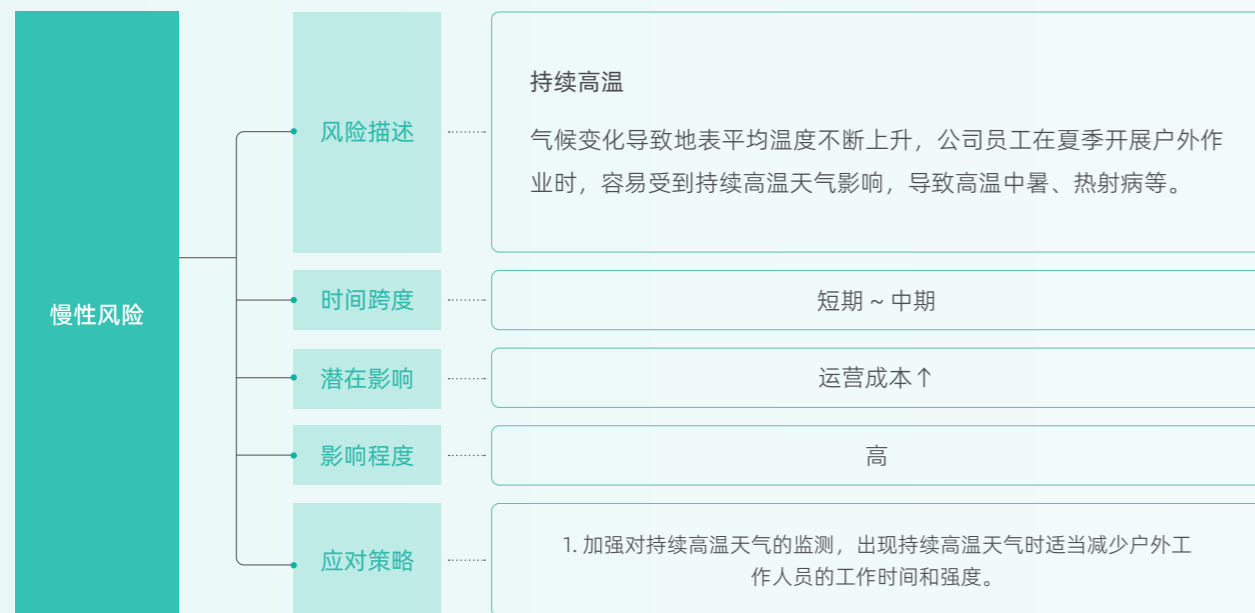 慢性风险
风险描述
持续高温
气候变化导致地表平均温度不断上升，公司员工在夏季开展户外作
业时，容易受到持续高温天气影响，导致高温中暑、热射病等。
时间跨度
短期 ~ 中期
潜在影响
运营成本↑
影响程度
高
应对策略
1. 加强对持续高温天气的监测，出现持续高温天气时适当减少户外工
作人员的工作时间和强度。